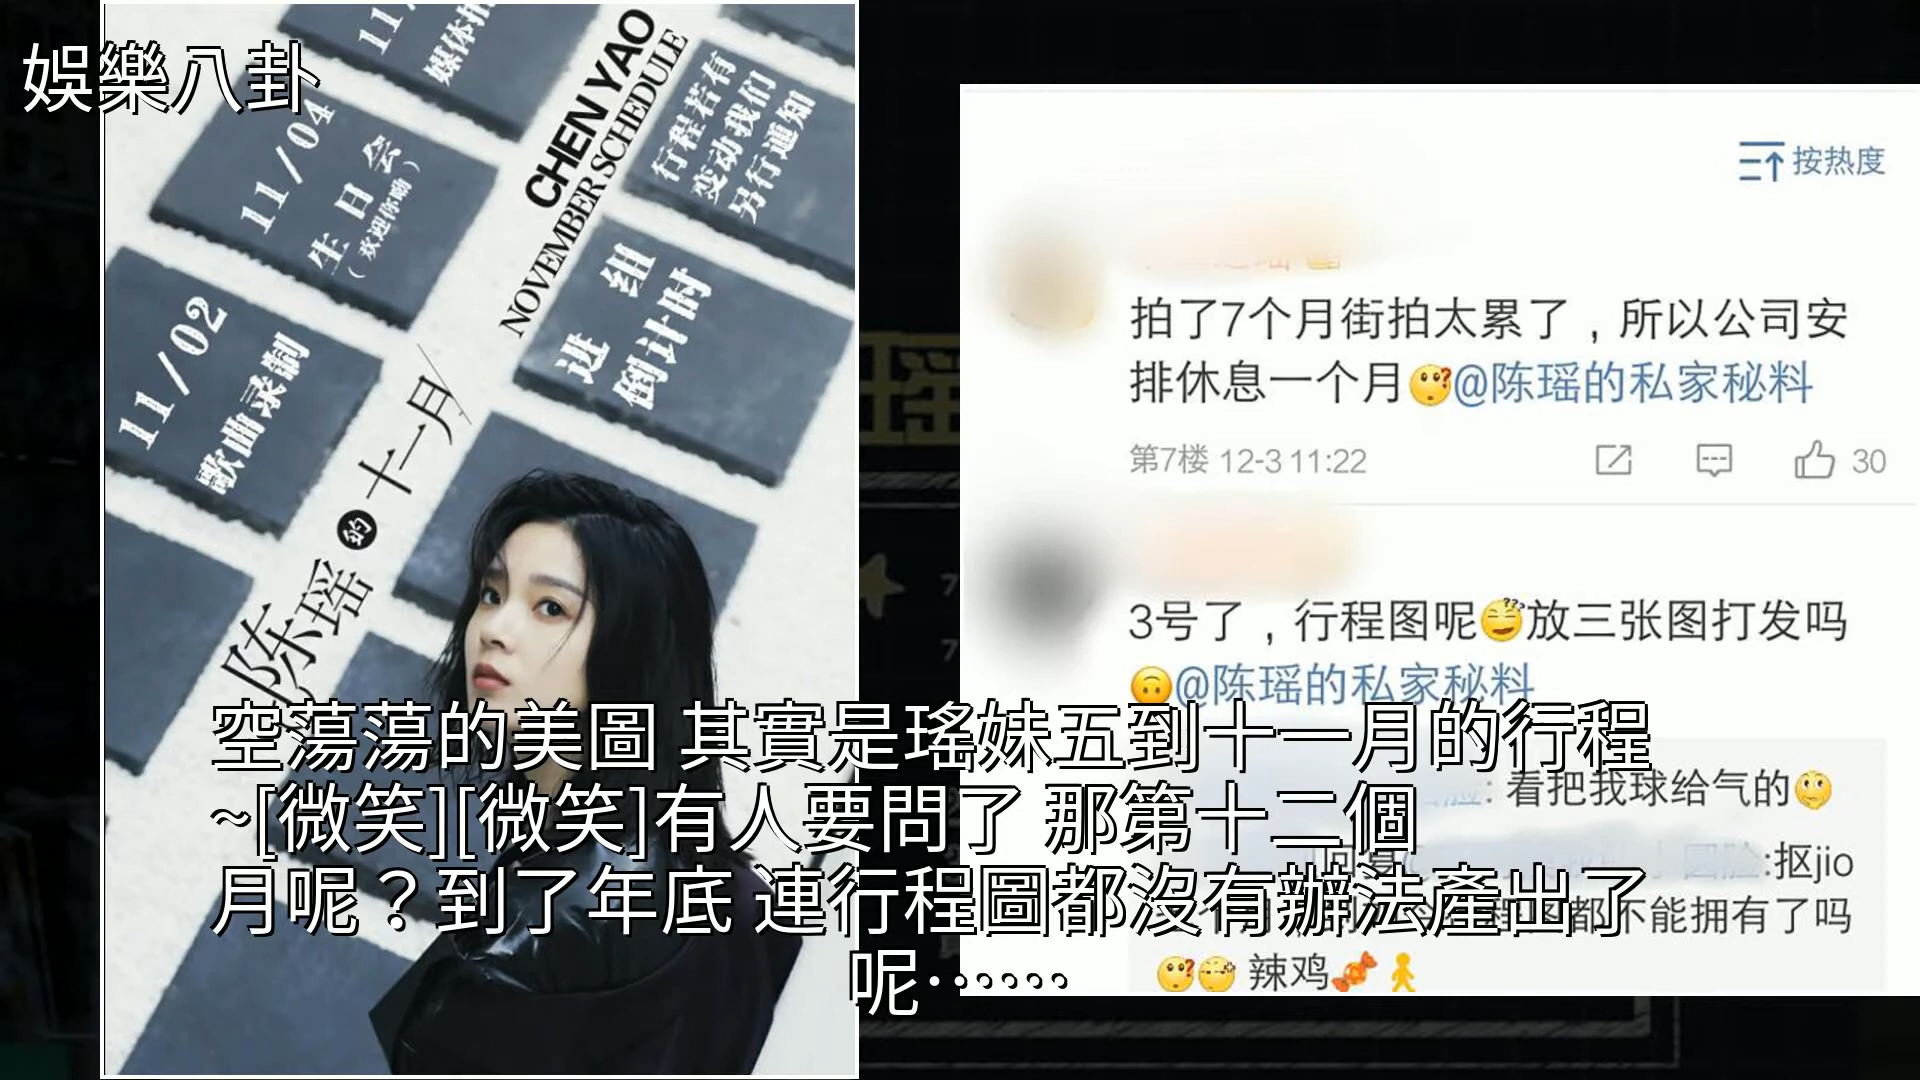 娛樂八卦
CHEN YAO
NOVEMBER SCHEDULE
行程若有
变动我们
另行通知
11/04
生日会
(欢迎你呦)
进组
倒计时
11/02
歌曲录制
陈瑶的十一月
按热度
拍了7个月街拍太累了，所以公司安
排休息一个月@陈瑶的私家秘料
第7楼 12-3 11:22
30
3号了，行程图呢放三张图打发吗
@陈瑶的私家秘料
: 看把我球给气的
:抠jio
都不能拥有了吗
辣鸡
空蕩蕩的美圖 其實是瑤妹五到十一月的行程
~[微笑][微笑]有人要問了 那第十二個
月呢？到了年底 連行程圖都沒有辦法產出了
呢⋯⋯